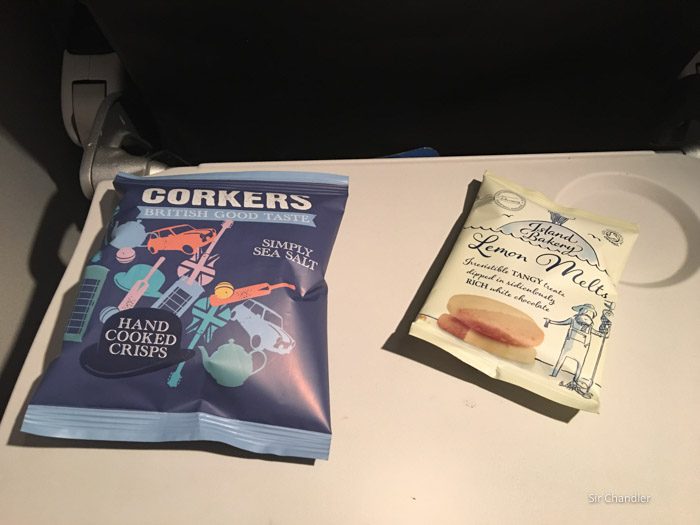 CORKERS
BRITISH GOOD TASTE
SIMPLY
SEA SALT
HAND
COOKED
CRISPS
Island
Bakery
Lemon Melts
Irresistible TANGY treats
dipped in ridiculously
RICH white chocolate
Sir Chandler